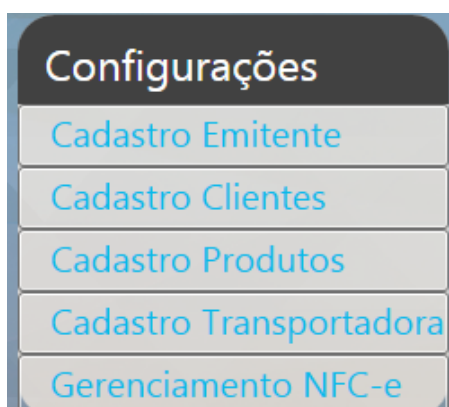 Configurações
Cadastro Emitente
Cadastro Clientes
Cadastro Produtos
Cadastro Transportadora
Gerenciamento NFC-e